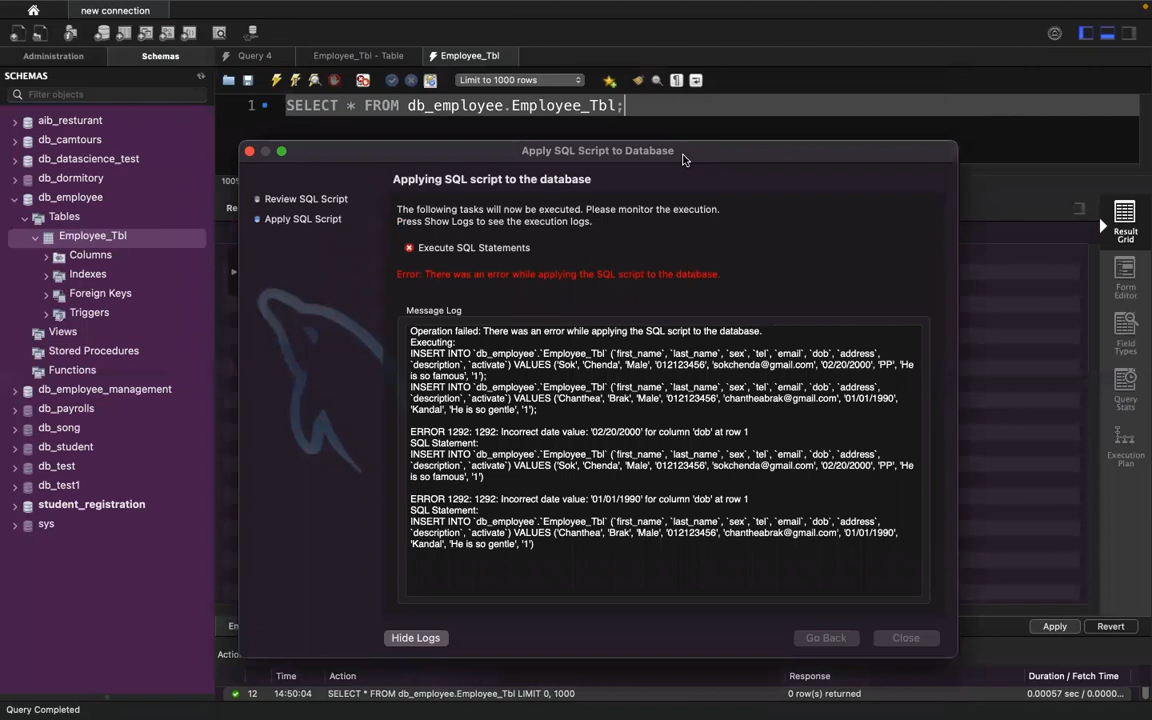 new connection
Administration
Schemas
Query 4
Employee_Tbl - Table
Employee_Tbl
SCHEMAS
Filter objects
Limit to 1000 rows
1
SELECT * FROM db_employee.Employee_Tbl;
aib_resturant
db_camtours
db_datascience_test
db_dormitory
db_employee
Tables
Employee_Tbl
Columns
Indexes
Foreign Keys
Triggers
Views
Stored Procedures
Functions
db_employee_management
db_payrolls
db_song
db_student
db_test
db_test1
student_registration
sys
100%
Re
Apply SQL Script to Database
Applying SQL script to the database
Review SQL Script
Apply SQL Script
The following tasks will now be executed. Please monitor the execution.
Press Show Logs to see the execution logs.
Execute SQL Statements
Error: There was an error while applying the SQL script to the database.
Message Log
Operation failed: There was an error while applying the SQL script to the database.
Executing:
INSERT INTO `db_employee`.`Employee_Tbl` (`first_name`, `last_name`, `sex`, `tel`, `email`, `dob`, `address`,
`description`, `activate`) VALUES ('Sok', 'Chenda', 'Male', '012123456', 'sokchenda@gmail.com', '02/20/2000', 'PP', 'He
is so famous', '1');
INSERT INTO `db_employee`.`Employee_Tbl` (`first_name`, `last_name`, `sex`, `tel`, `email`, `dob`, `address`,
`description`, `activate`) VALUES ('Chanthea', 'Brak', 'Male', '012123456', 'chantheabrak@gmail.com', '01/01/1990',
'Kandal', 'He is so gentle', '1');
ERROR 1292: 1292: Incorrect date value: '02/20/2000' for column 'dob' at row 1
SQL Statement:
INSERT INTO `db_employee`.`Employee_Tbl` (`first_name`, `last_name`, `sex`, `tel`, `email`, `dob`, `address`,
`description`, `activate`) VALUES ('Sok', 'Chenda', 'Male', '012123456', 'sokchenda@gmail.com', '02/20/2000', 'PP', 'He
is so famous', '1')
ERROR 1292: 1292: Incorrect date value: '01/01/1990' for column 'dob' at row 1
SQL Statement:
INSERT INTO `db_employee`.`Employee_Tbl` (`first_name`, `last_name`, `sex`, `tel`, `email`, `dob`, `address`,
`description`, `activate`) VALUES ('Chanthea', 'Brak', 'Male', '012123456', 'chantheabrak@gmail.com', '01/01/1990',
'Kandal', 'He is so gentle', '1')
Hide Logs
Go Back
Close
Result
Grid
Form
Editor
Field
Types
Query
Stats
Execution
Plan
Em
Apply
Revert
Actio
Time
Action
Response
Duration / Fetch Time
12
14:50:04
SELECT * FROM db_employee.Employee_Tbl LIMIT 0, 1000
0 row(s) returned
0.00057 sec / 0.0000...
Query Completed